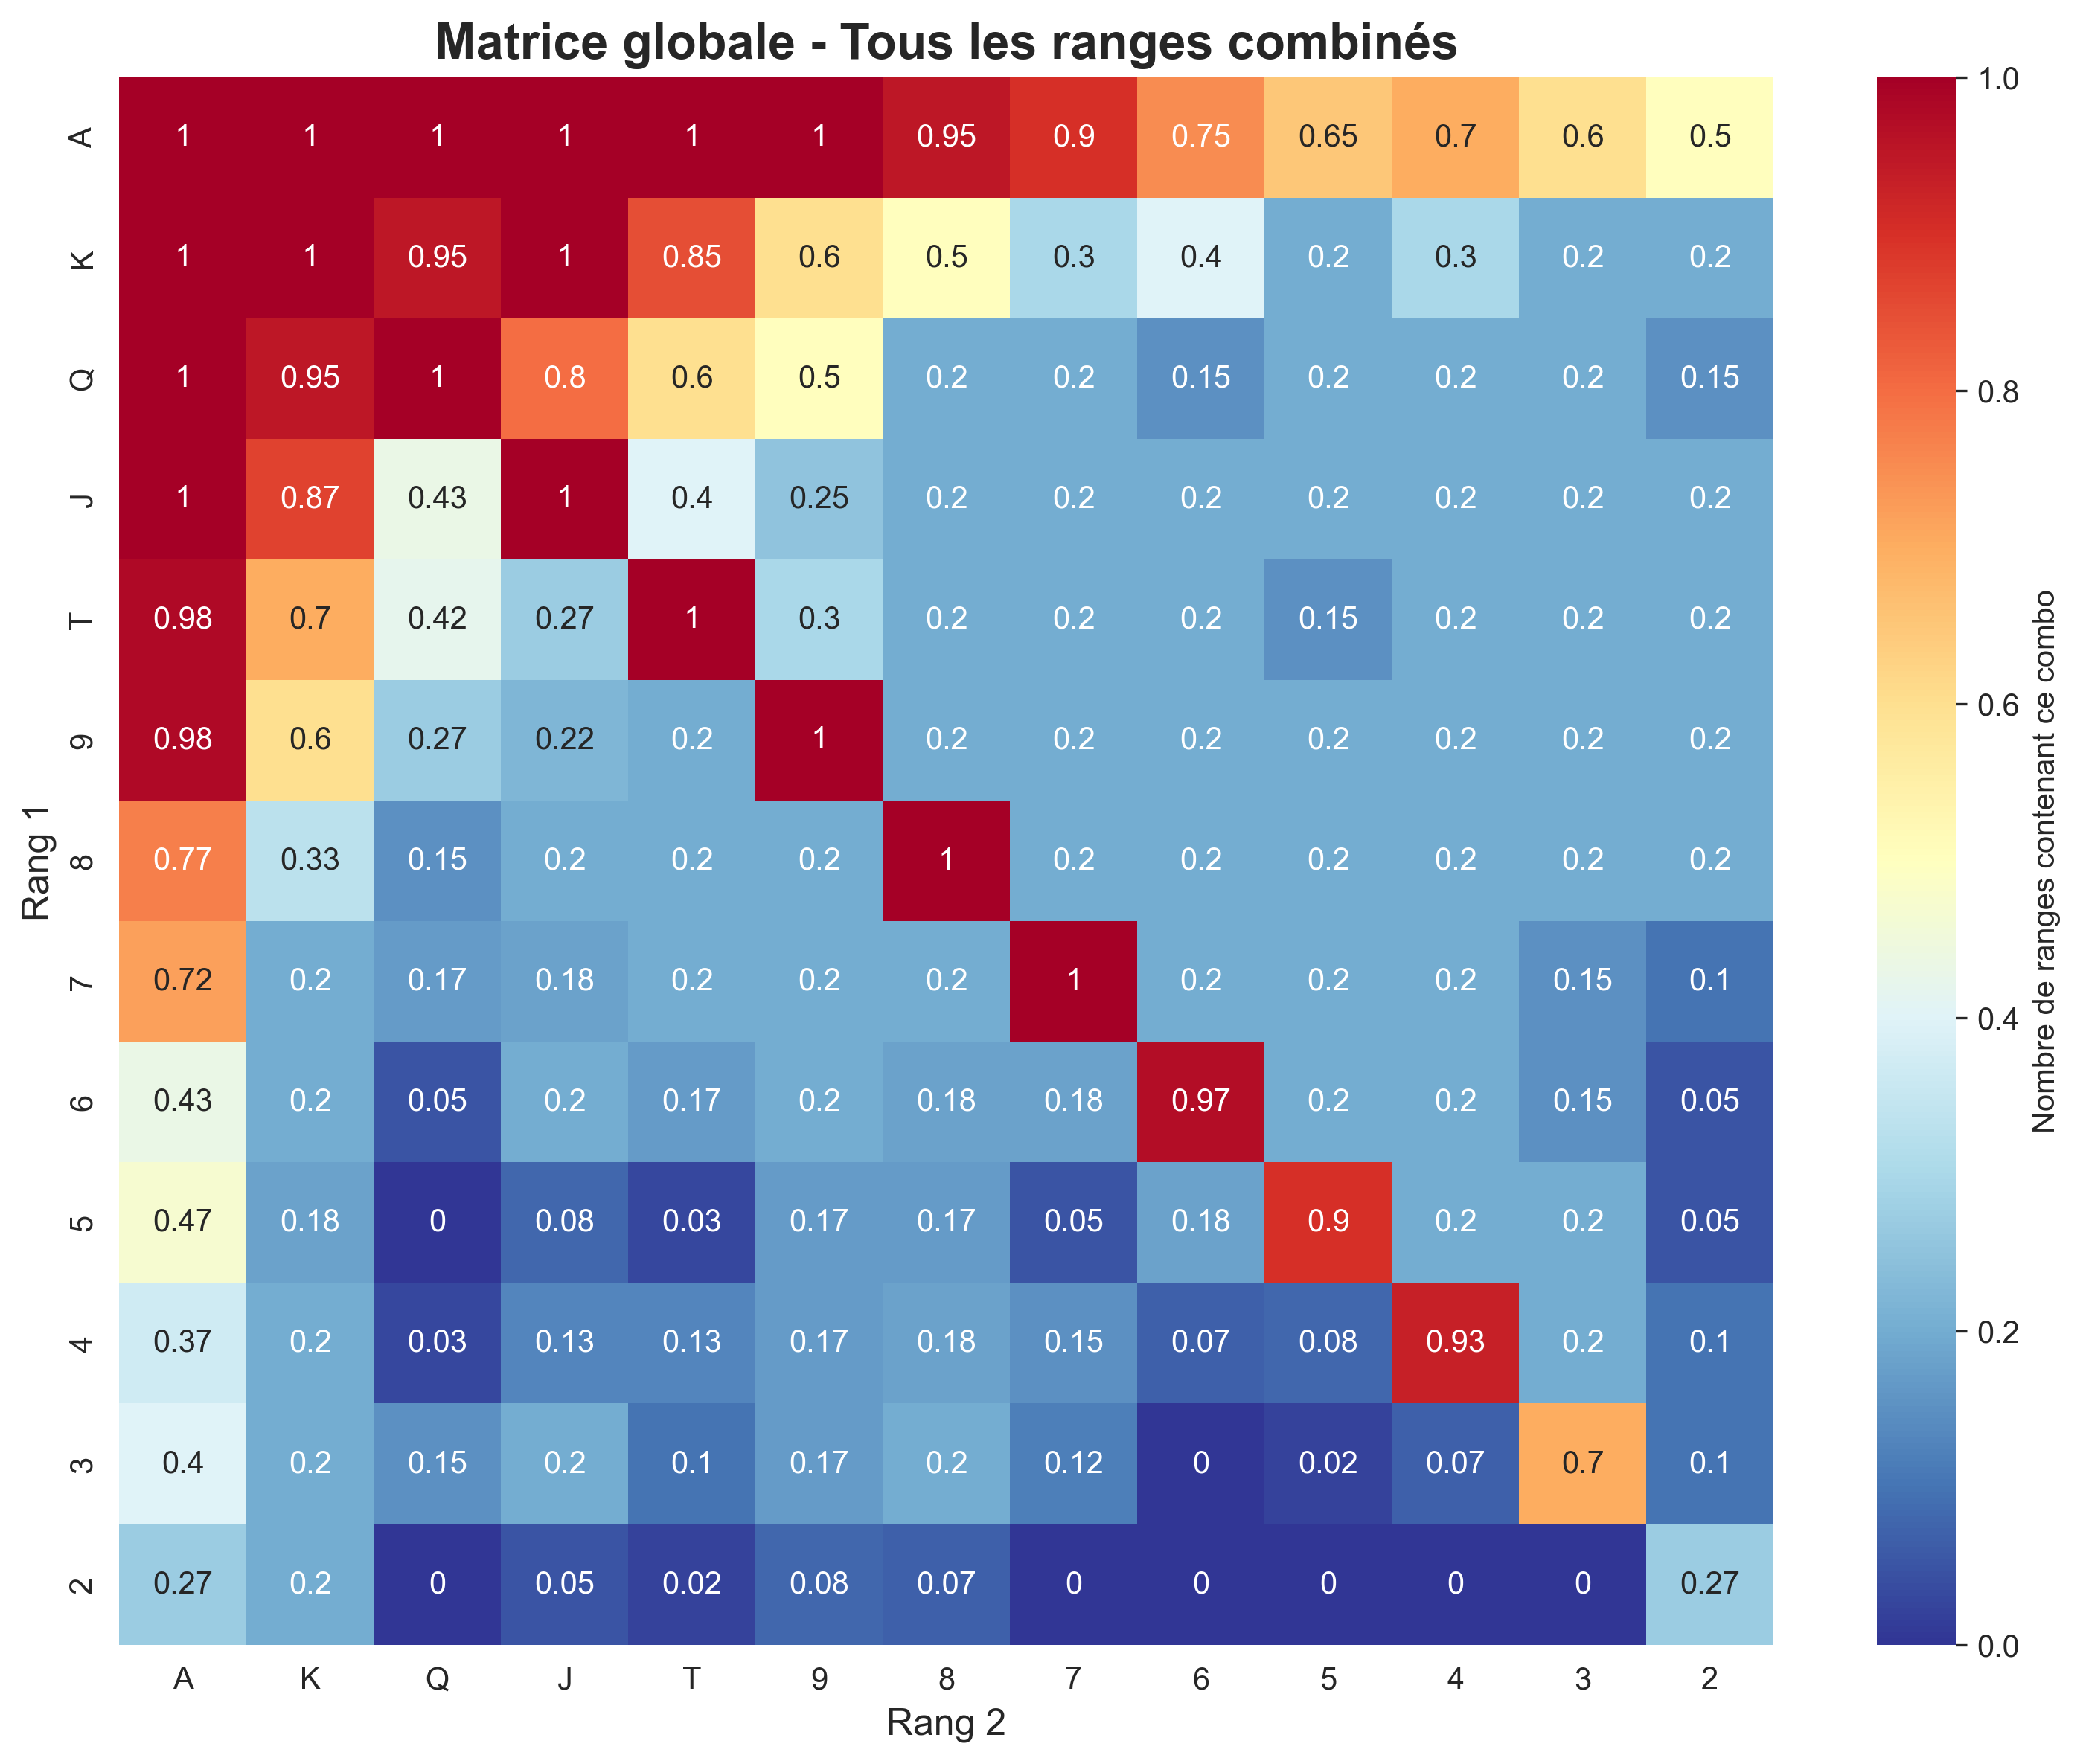 Matrice globale - Tous les ranges combinés
A 1 1 1 1 1 1 0.95 0.9 0.75 0.65 0.7 0.6 0.5
K 1 1 0.95 1 0.85 0.6 0.5 0.3 0.4 0.2 0.3 0.2 0.2
Q 1 0.95 1 0.8 0.6 0.5 0.2 0.2 0.15 0.2 0.2 0.2 0.15
J 1 0.87 0.43 1 0.4 0.25 0.2 0.2 0.2 0.2 0.2 0.2 0.2
T 0.98 0.7 0.42 0.27 1 0.3 0.2 0.2 0.2 0.15 0.2 0.2 0.2
9 0.98 0.6 0.27 0.22 0.2 1 0.2 0.2 0.2 0.2 0.2 0.2 0.2
8 0.77 0.33 0.15 0.2 0.2 0.2 1 0.2 0.2 0.2 0.2 0.2 0.2
7 0.72 0.2 0.17 0.18 0.2 0.2 0.2 1 0.2 0.2 0.2 0.15 0.1
6 0.43 0.2 0.05 0.2 0.17 0.2 0.18 0.18 0.97 0.2 0.2 0.15 0.05
5 0.47 0.18 0 0.08 0.03 0.17 0.17 0.05 0.18 0.9 0.2 0.2 0.05
4 0.37 0.2 0.03 0.13 0.13 0.17 0.18 0.15 0.07 0.08 0.93 0.2 0.1
3 0.4 0.2 0.15 0.2 0.1 0.17 0.2 0.12 0 0.02 0.07 0.7 0.1
2 0.27 0.2 0 0.05 0.02 0.08 0.07 0 0 0 0 0 0.27
A K Q J T 9 8 7 6 5 4 3 2
Rang 2
Rang 1
1.0
0.8
0.6
0.4
0.2
0.0
Nombre de ranges contenant ce combo